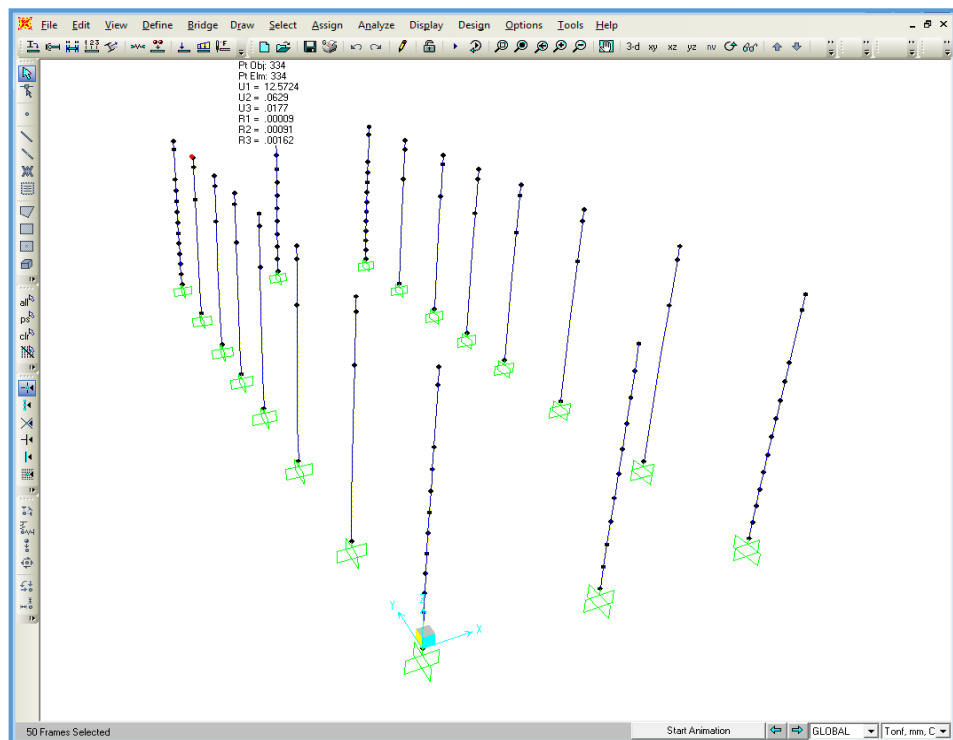 File Edit View Define Bridge Draw Select Assign Analyze Display Design Options Tools Help
3-d xy xz yz nv
Pt Obj: 334
Pt Elm: 334
U1 = 12.5724
U2 = .0629
U3 = .0177
R1 = .00009
R2 = .00091
R3 = .00162
all
ps
clr
Z
Y
X
50 Frames Selected
Start Animation
GLOBAL
Tonf, mm, C